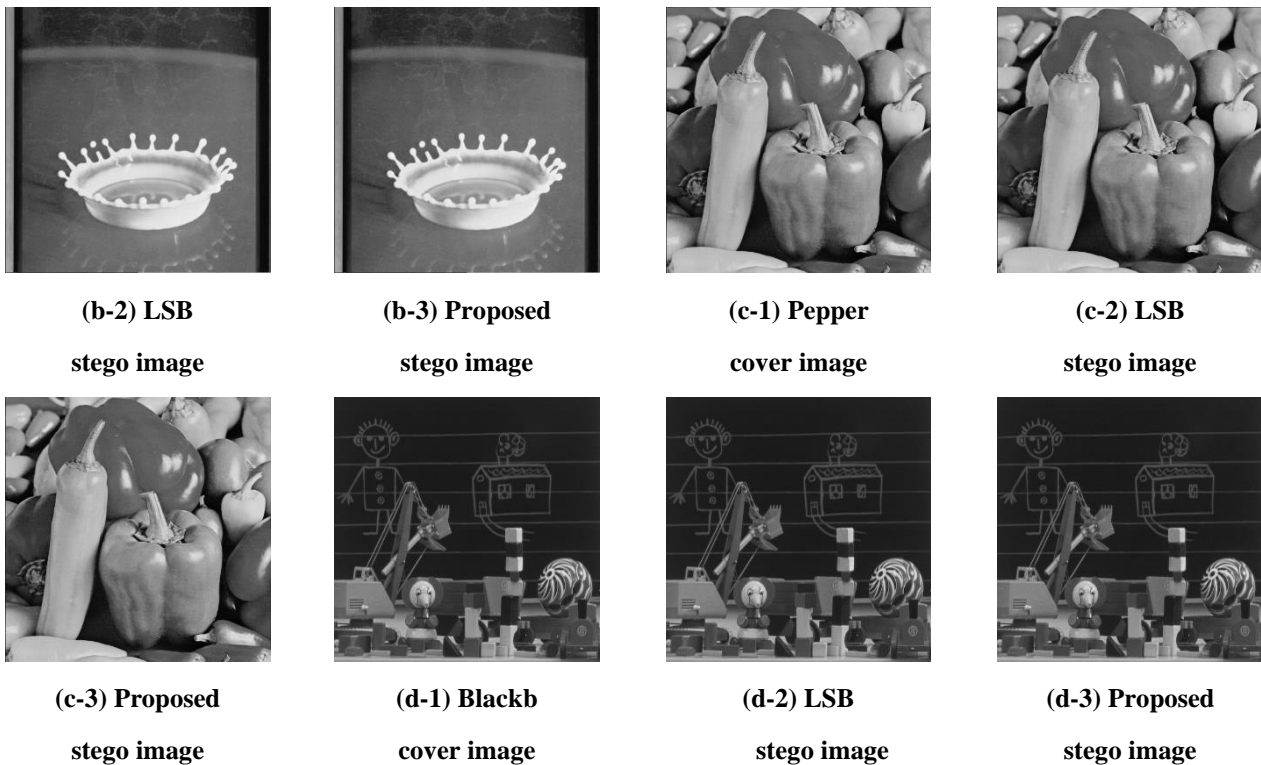 (b-2) LSB
stego image
(b-3) Proposed
stego image
(c-1) Pepper
cover image
(c-2) LSB
stego image
(c-3) Proposed
stego image
(d-1) Blackb
cover image
(d-2) LSB
stego image
(d-3) Proposed
stego image